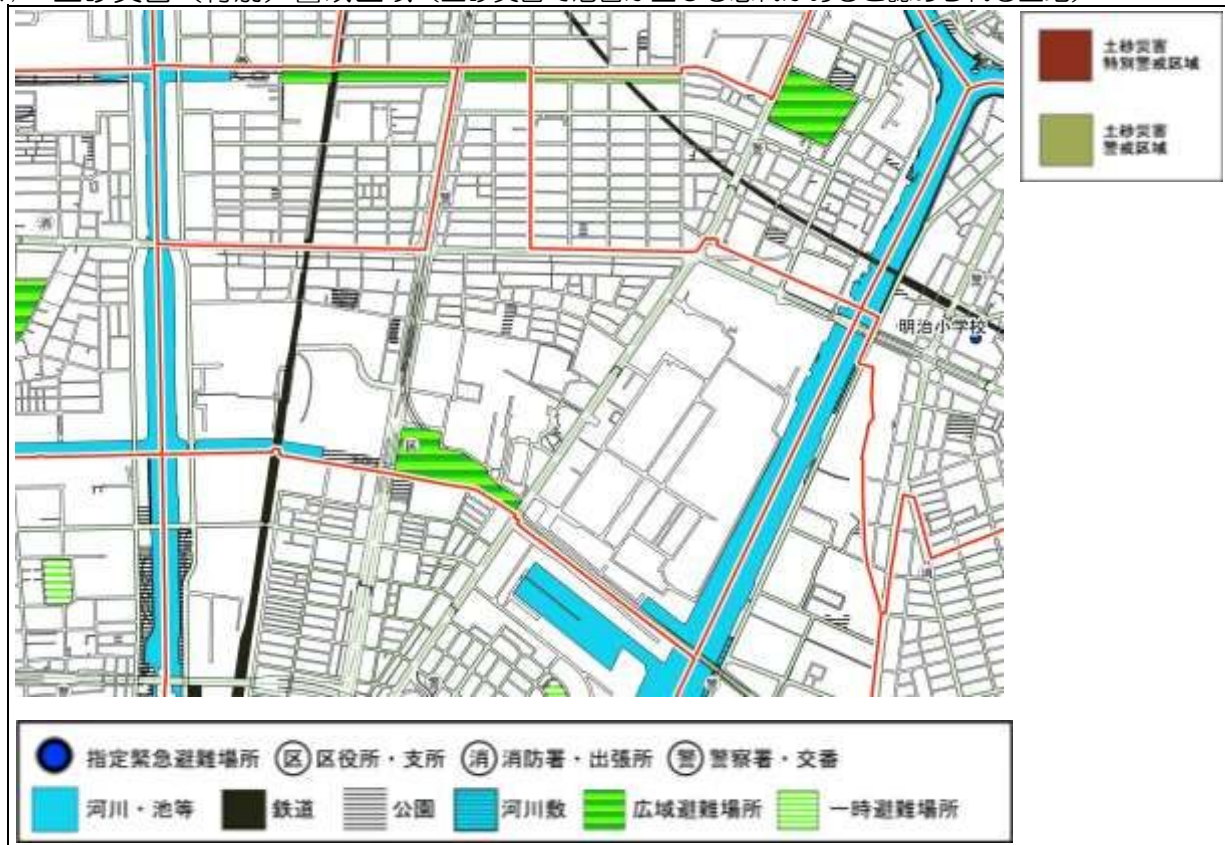 土砂災害
特別警戒区域
土砂災害
警戒区域
明治小学校
区
指定緊急避難場所 区 区役所・支所 消 消防署・出張所 警 警察署・交番
河川・池等 鉄道 公園 河川敷 広域避難場所 一時避難場所